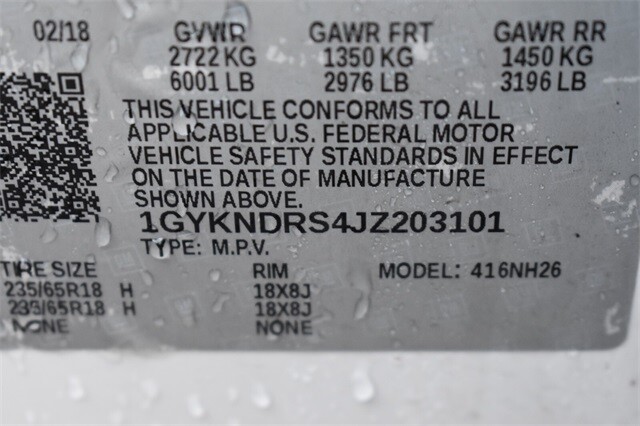 02/18 GVWR GAWR FRT GAWR RR
2722 KG 1350 KG 1450 KG
6001 LB 2976 LB 3196 LB
THIS VEHICLE CONFORMS TO ALL
APPLICABLE U.S. FEDERAL MOTOR
VEHICLE SAFETY STANDARDS IN EFFECT
ON THE DATE OF MANUFACTURE
SHOWN ABOVE.
1GYKNDRS4JZ203101
TYPE: M.P.V.
TIRE SIZE RIM MODEL: 416NH26
235/65R18 H 18X8J
235/65R18 H 18X8J
NONE NONE